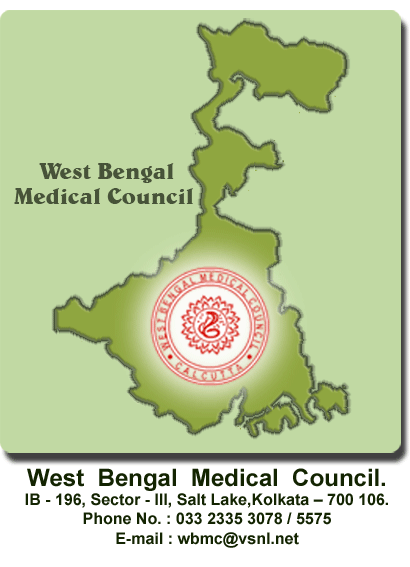 West Bengal
Medical Council
WEST BENGAL MEDICAL COUNCIL
• CALCUTTA •
West Bengal Medical Council.
IB - 196, Sector - III, Salt Lake,Kolkata – 700 106.
Phone No. : 033 2335 3078 / 5575
E-mail : wbmc@vsnl.net